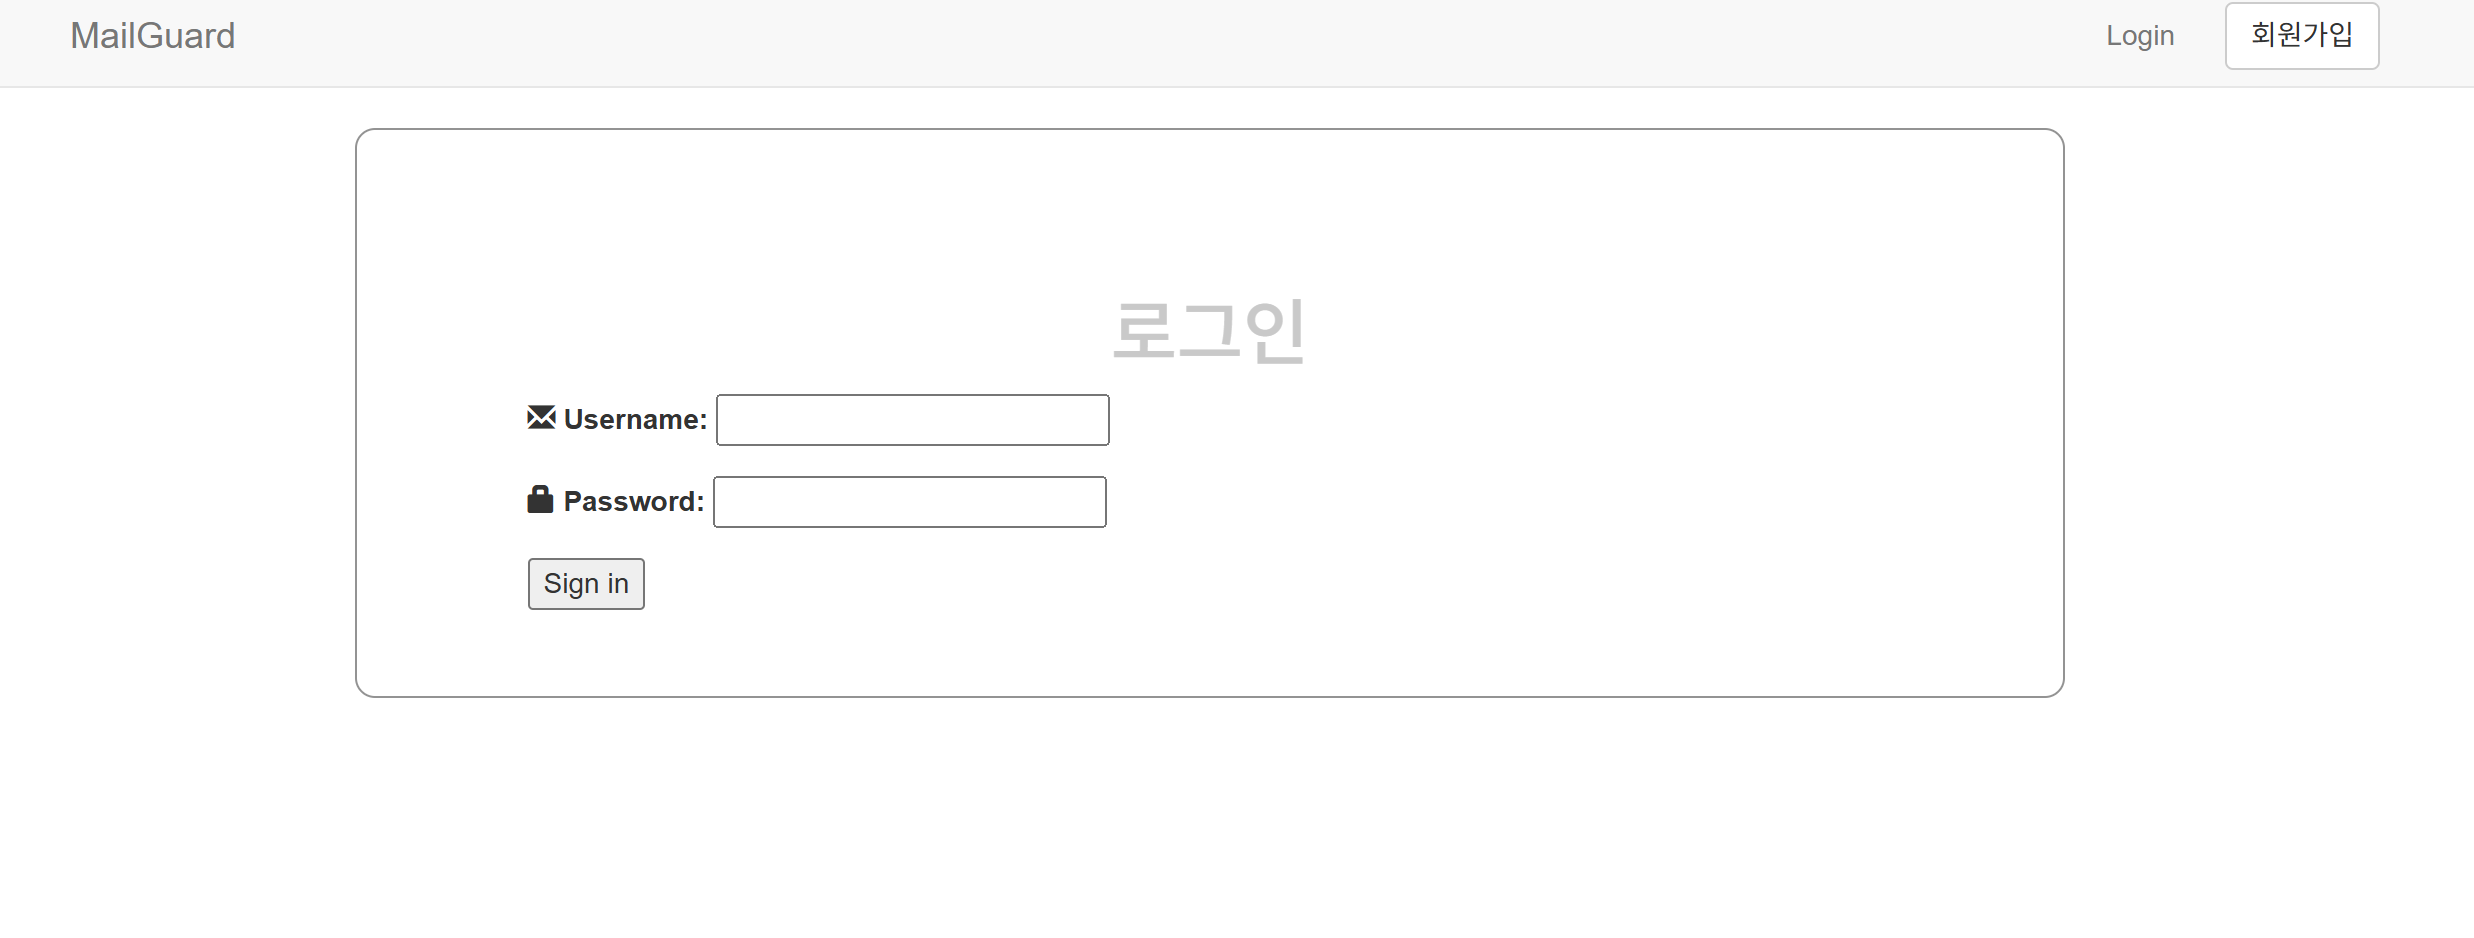 MailGuard Login 회원가입
로그인
Username:
Password:
Sign in